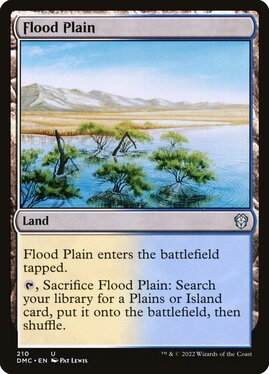 Flood Plain
Land
Flood Plain enters the battlefield
tapped.
, Sacrifice Flood Plain: Search
your library for a Plains or Island
card, put it onto the battlefield, then
shuffle.
210 U
DMC • EN Pat Lewis
™ & © 2022 Wizards of the Coast